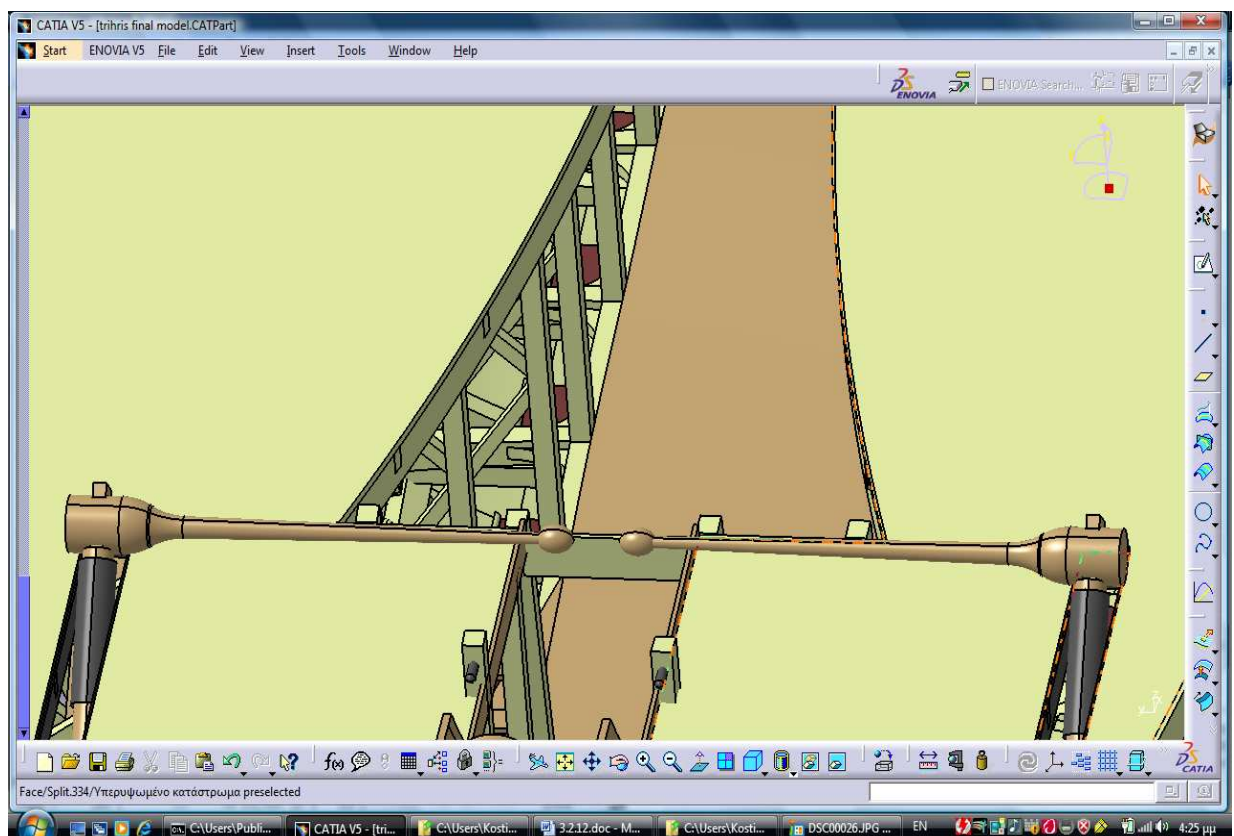 CATIA V5 - [trihris final model.CATPart]
Start ENOVIA V5 File Edit View Insert Tools Window Help
ENOVIA ENOVIA Search...
f(x)
CATIA
Face/Split.334/Υπερυψωμένο κατάστρωμα preselected
C:\Users\Publi... CATIA V5 - [tri... C:\Users\Kosti... 3.2.12.doc - M... C:\Users\Kosti... DSC00026.JPG ... EN 4:25 μμ